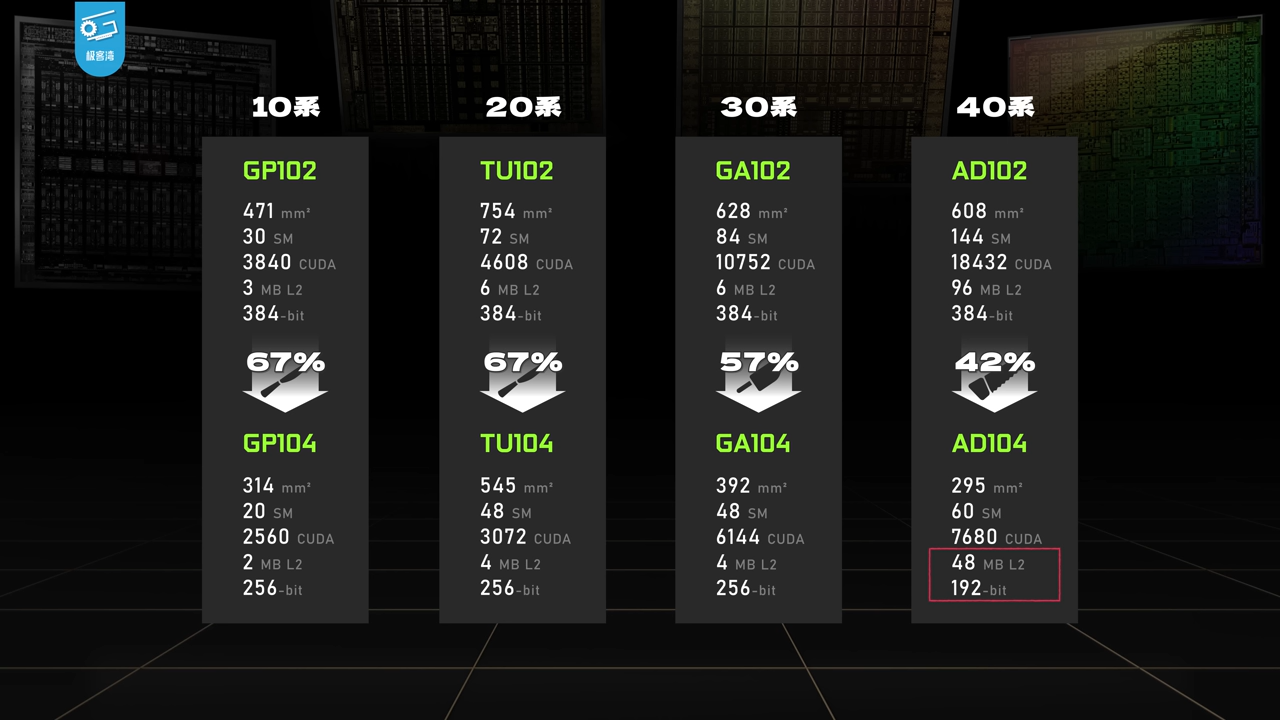 极客湾
10系
GP102
471 mm²
30 SM
3840 CUDA
3 MB L2
384-bit
67%
GP104
314 mm²
20 SM
2560 CUDA
2 MB L2
256-bit
20系
TU102
754 mm²
72 SM
4608 CUDA
6 MB L2
384-bit
67%
TU104
545 mm²
48 SM
3072 CUDA
4 MB L2
256-bit
30系
GA102
628 mm²
84 SM
10752 CUDA
6 MB L2
384-bit
57%
GA104
392 mm²
48 SM
6144 CUDA
4 MB L2
256-bit
40系
AD102
608 mm²
144 SM
18432 CUDA
96 MB L2
384-bit
42%
AD104
295 mm²
60 SM
7680 CUDA
48 MB L2
192-bit